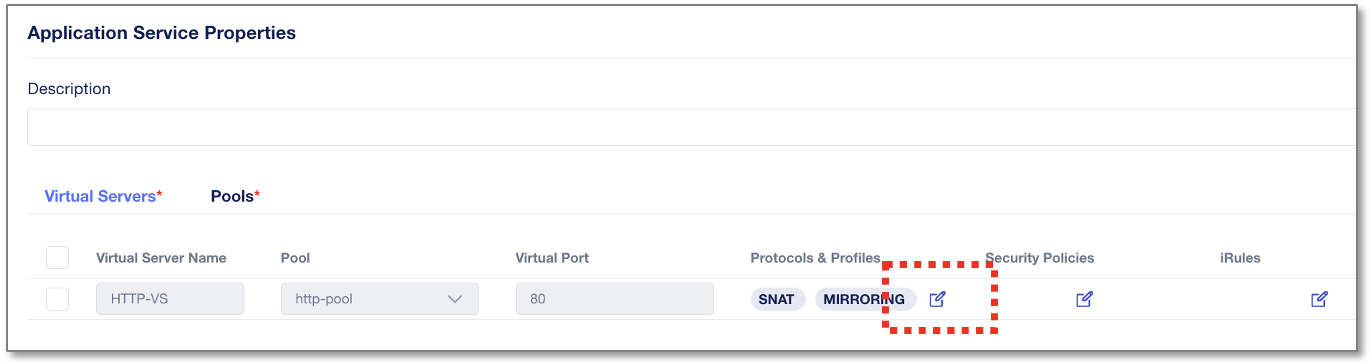 Application Service Properties
Description
Virtual Servers* Pools*
Virtual Server Name Pool Virtual Port Protocols & Profiles Security Policies iRules
HTTP-VS http-pool 80 SNAT MIRRORING